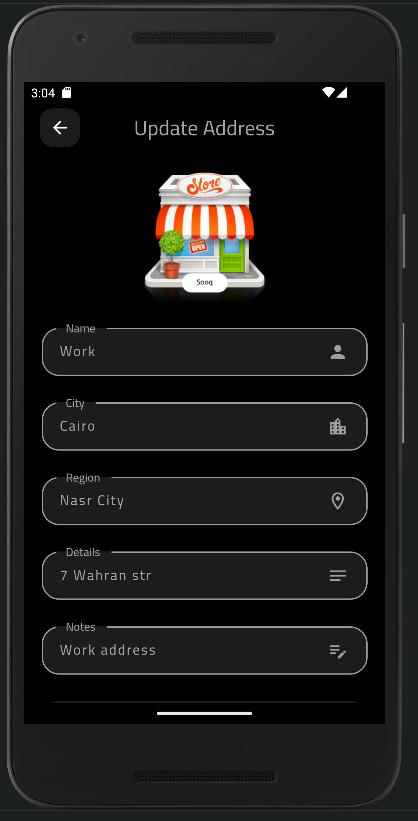 3:04
Update Address
Store
OPEN
Sooq
Name
Work
City
Cairo
Region
Nasr City
Details
7 Wahran str
Notes
Work address